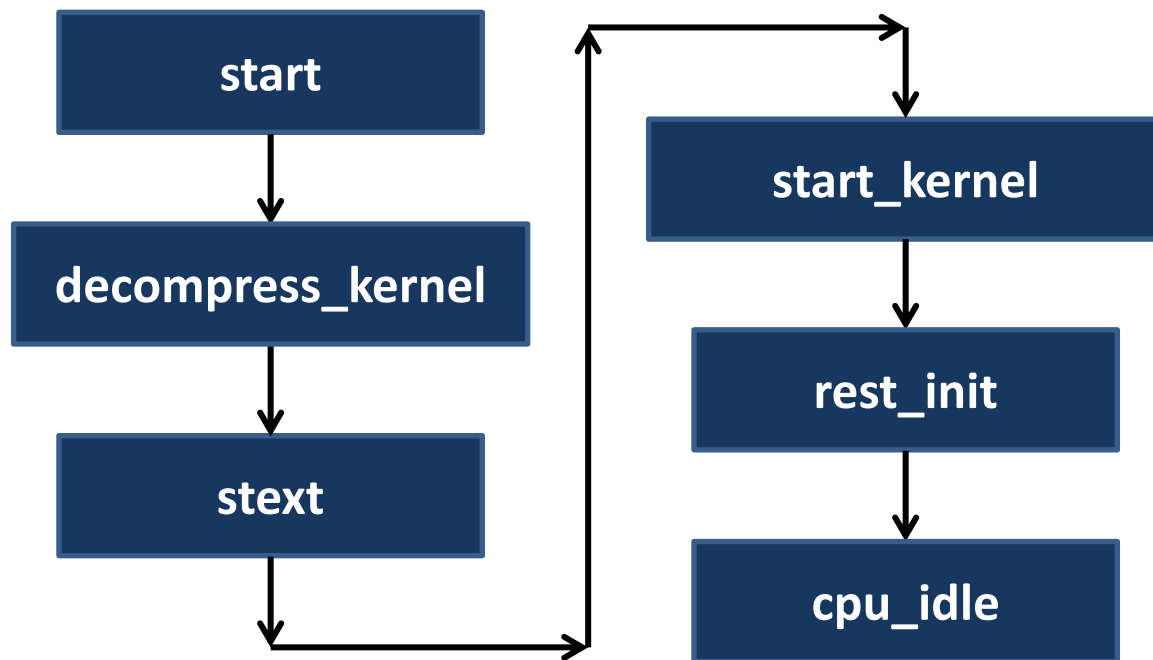 start
decompress_kernel
stext
start_kernel
rest_init
cpu_idle